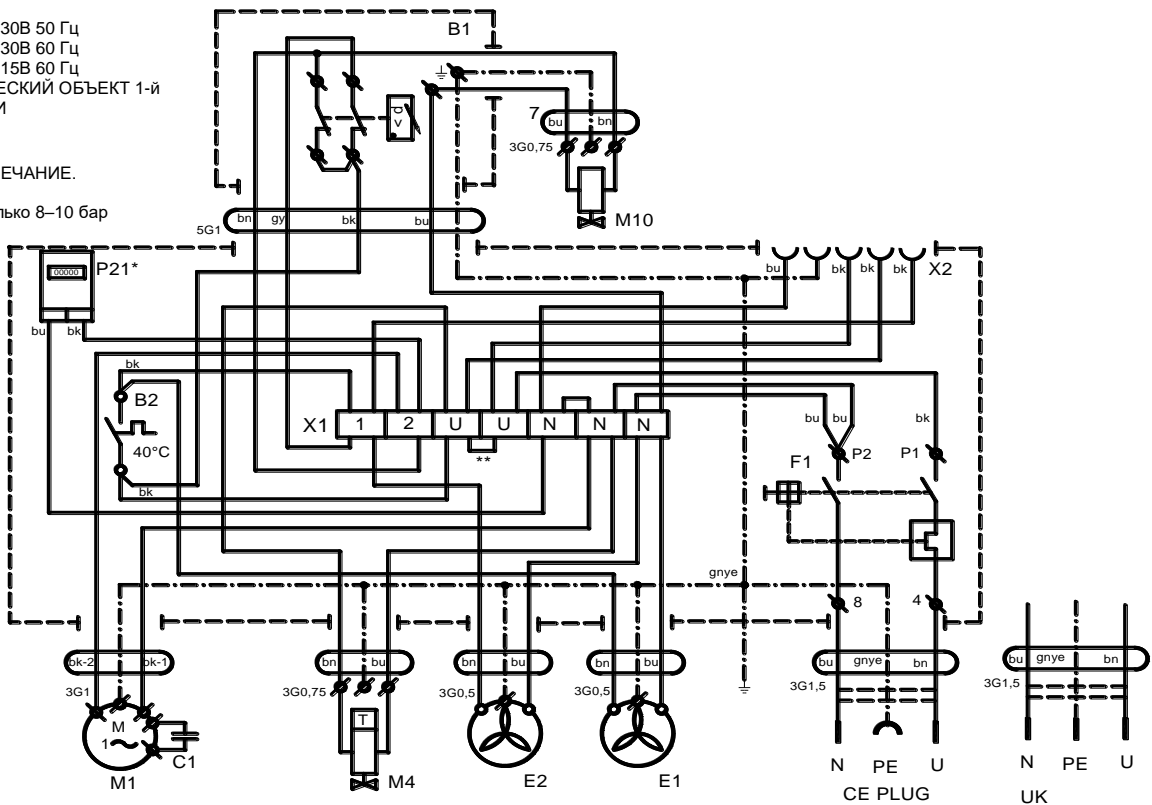 30В 50 Гц
30В 60 Гц
15В 60 Гц
ЕСКИЙ ОБЪЕКТ 1-й
И
ЕЧАНИЕ.
лько 8–10 бар
B1
P
>
7
bu
bn
3G0,75
M10
bn
gy
bk
bu
5G1
00000
P21*
bu
bk
bu
bk
bk
bk
X2
bk
B2
40°C
bk
X1
1
2
U
U
N
N
N
**
bu
bu
P2
bk
P1
F1
gnye
8
4
bk-2
bk-1
3G1
M
1
C1
M1
bn
bu
3G0,75
T
M4
bn
bu
3G0,5
E2
bn
bu
3G0,5
E1
bu
gnye
bn
3G1,5
N
PE
U
CE PLUG
bu
gnye
bn
3G1,5
N
PE
U
UK